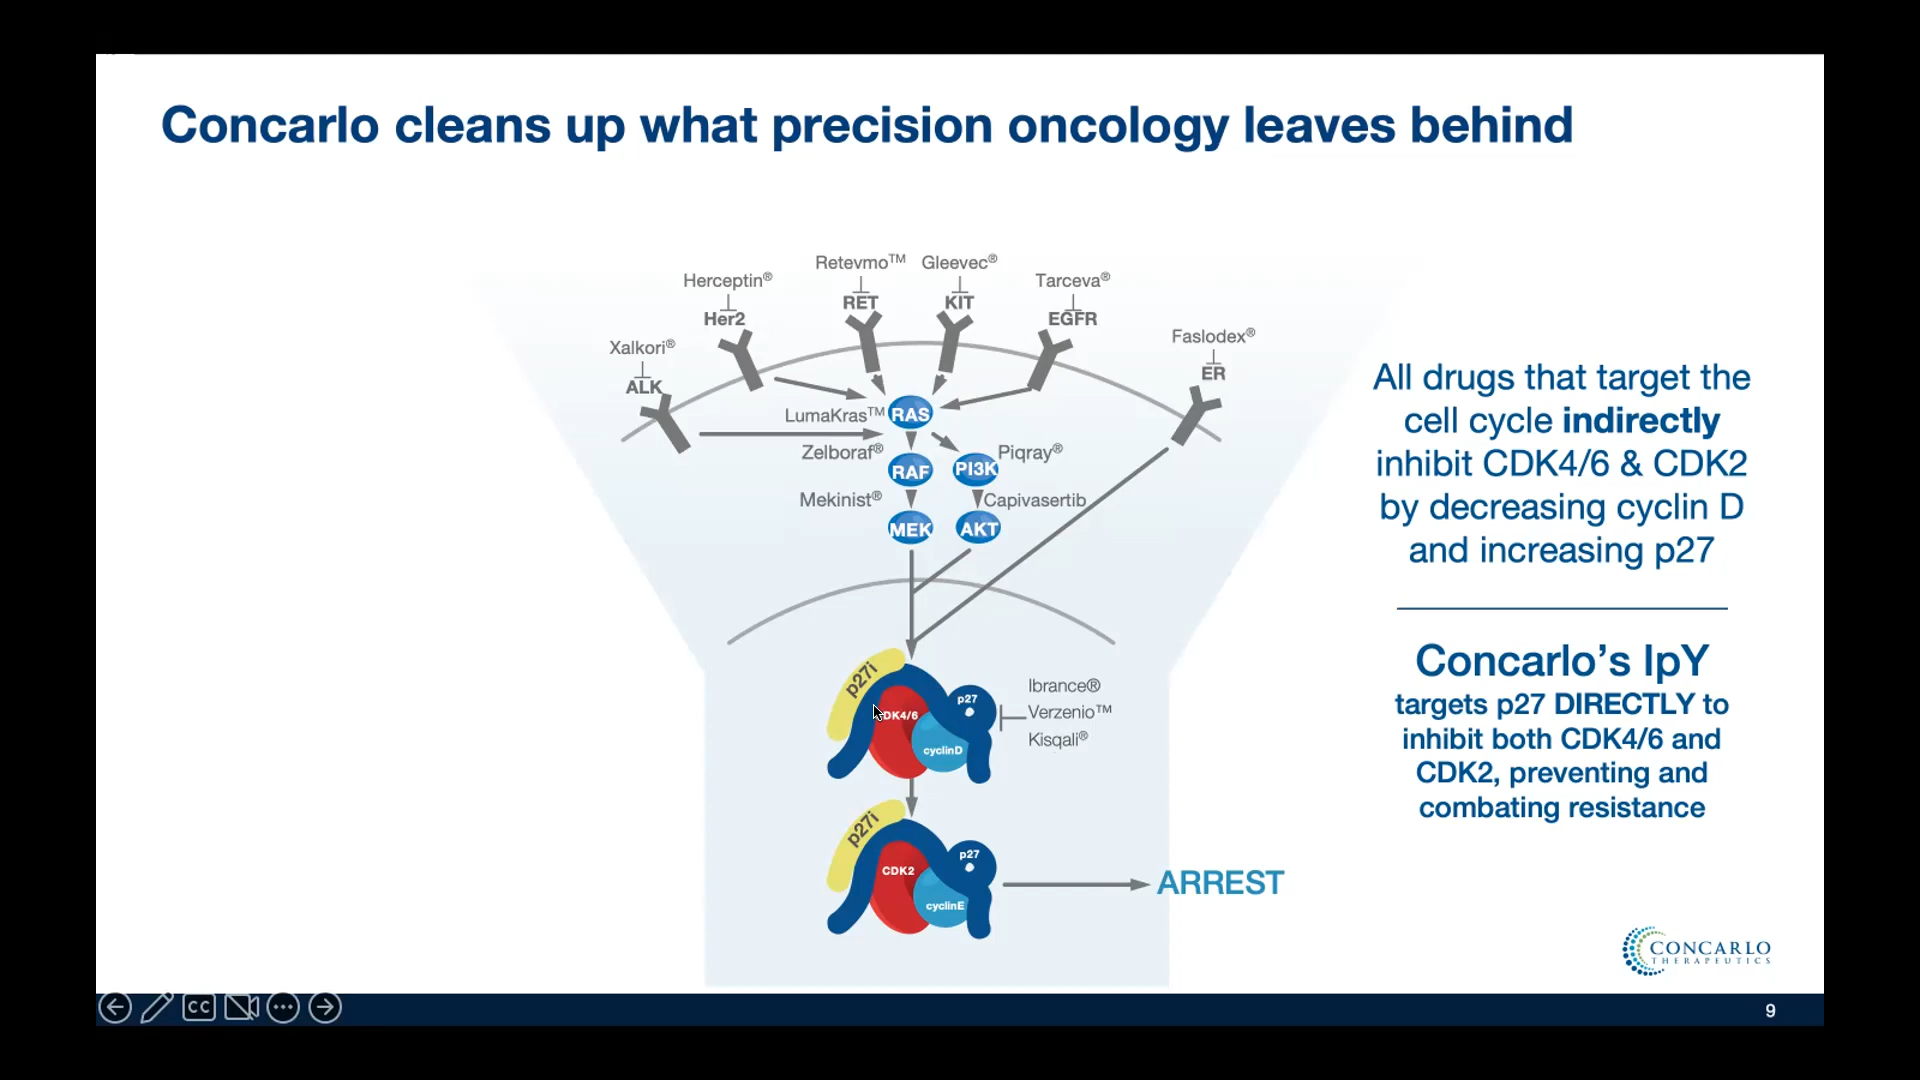 Concarlo cleans up what precision oncology leaves behind
Retevmo™ Gleevec®
Herceptin® Tarceva®
RET KIT
Her2 EGFR
Faslodex®
Xalkori®
ER
ALK
LumaKras™ RAS
Zelboraf® Piqray®
RAF PI3K
Mekinist® Capivasertib
MEK AKT
p27i
Ibrance®
p27
Verzenio™
DK4/6
Kisqali®
cyclinD
p27i
p27
CDK2
ARREST
cyclinE
All drugs that target the
cell cycle indirectly
inhibit CDK4/6 & CDK2
by decreasing cyclin D
and increasing p27
Concarlo’s IpY
targets p27 DIRECTLY to
inhibit both CDK4/6 and
CDK2, preventing and
combating resistance
CONCARLO
THERAPEUTICS
CC
9